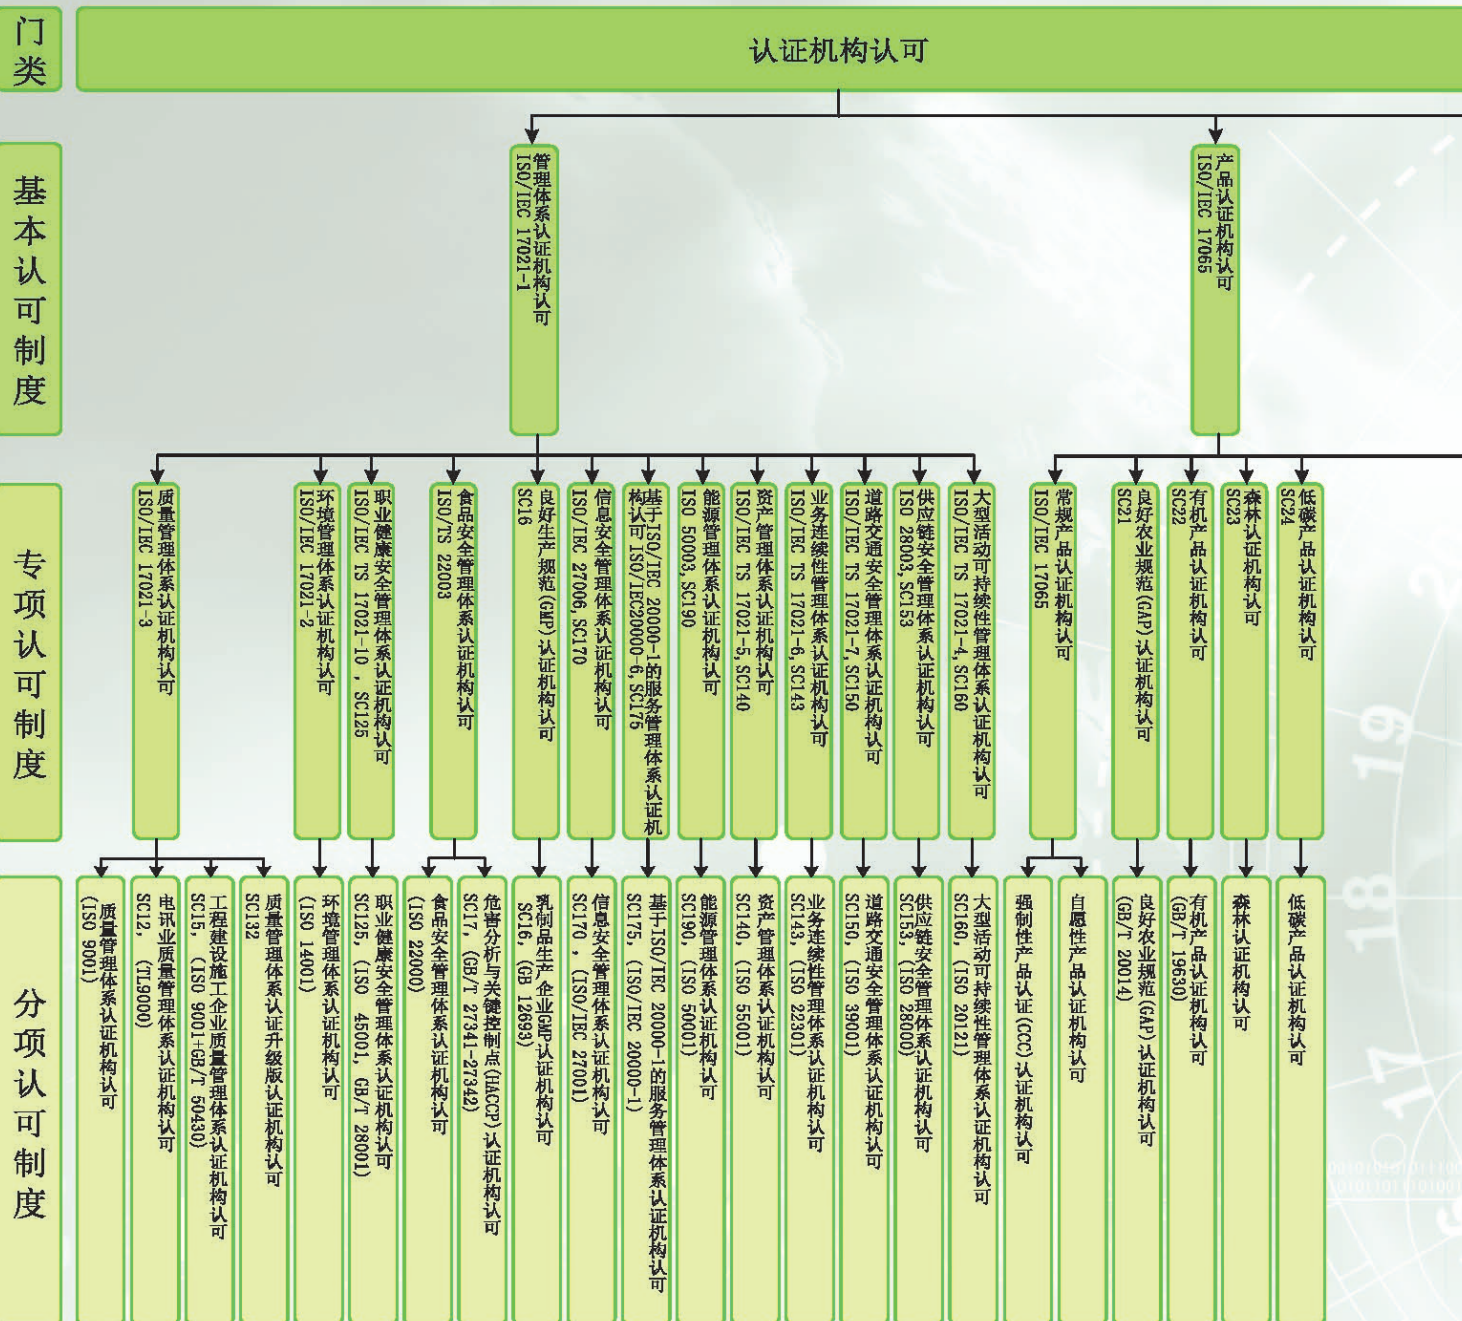 门类
认证机构认可
基本认可制度
管理体系认证机构认可
ISO/IEC 17021-1
产品认证机构认可
ISO/IEC 17065
专项认可制度
质量管理体系认证机构认可
ISO/IEC 17021-3
环境管理体系认证机构认可
ISO/IEC 17021-2
职业健康安全管理体系认证机构认可
ISO/IEC TS 17021-10 , SC125
食品安全管理体系认证机构认可
ISO/TS 22003
良好生产规范(GMP)认证机构认可
SC16
信息安全管理体系认证机构认可
ISO/IEC 27006, SC170
基于ISO/IEC 20000-1的服务管理体系认证机
构认可 ISO/IEC20000-6, SC175
能源管理体系认证机构认可
ISO 50003, SC190
资产管理体系认证机构认可
ISO/IEC TS 17021-5, SC140
业务连续性管理体系认证机构认可
ISO/IEC TS 17021-6, SC143
道路交通安全管理体系认证机构认可
ISO/IEC TS 17021-7, SC150
供应链安全管理体系认证机构认可
ISO 28003, SC153
大型活动可持续性管理体系认证机构认可
ISO/IEC TS 17021-4, SC160
常规产品认证机构认可
ISO/IEC 17065
良好农业规范(GAP)认证机构认可
SC21
有机产品认证机构认可
SC22
森林认证机构认可
SC23
低碳产品认证机构认可
SC24
分项认可制度
质量管理体系认证机构认可
(ISO 9001)
电讯业质量管理体系认证机构认可
SC12, (TL9000)
工程建设施工企业质量管理体系认证机构认可
SC15, (ISO 9001+GB/T 50430)
质量管理体系认证升级版认证机构认可
SC132
环境管理体系认证机构认可
(ISO 14001)
职业健康安全管理体系认证机构认可
SC125, (ISO 45001, GB/T 28001)
食品安全管理体系认证机构认可
(ISO 22000)
危害分析与关键控制点(HACCP)认证机构认可
SC17, (GB/T 27341-27342)
乳制品生产企业GMP认证机构认可
SC16, (GB 12693)
信息安全管理体系认证机构认可
SC170 , (ISO/IEC 27001)
基于ISO/IEC 20000-1的服务管理体系认证机构认可
SC175, (ISO/IEC 20000-1)
能源管理体系认证机构认可
SC190, (ISO 50001)
资产管理体系认证机构认可
SC140, (ISO 55001)
业务连续性管理体系认证机构认可
SC143, (ISO 22301)
道路交通安全管理体系认证机构认可
SC150, (ISO 39001)
供应链安全管理体系认证机构认可
SC153, (ISO 28000)
大型活动可持续性管理体系认证机构认可
SC160, (ISO 20121)
强制性产品认证(CCC)认证机构认可
自愿性产品认证机构认可
良好农业规范(GAP)认证机构认可
(GB/T 20014)
有机产品认证机构认可
(GB/T 19630)
森林认证机构认可
低碳产品认证机构认可
19
18
17